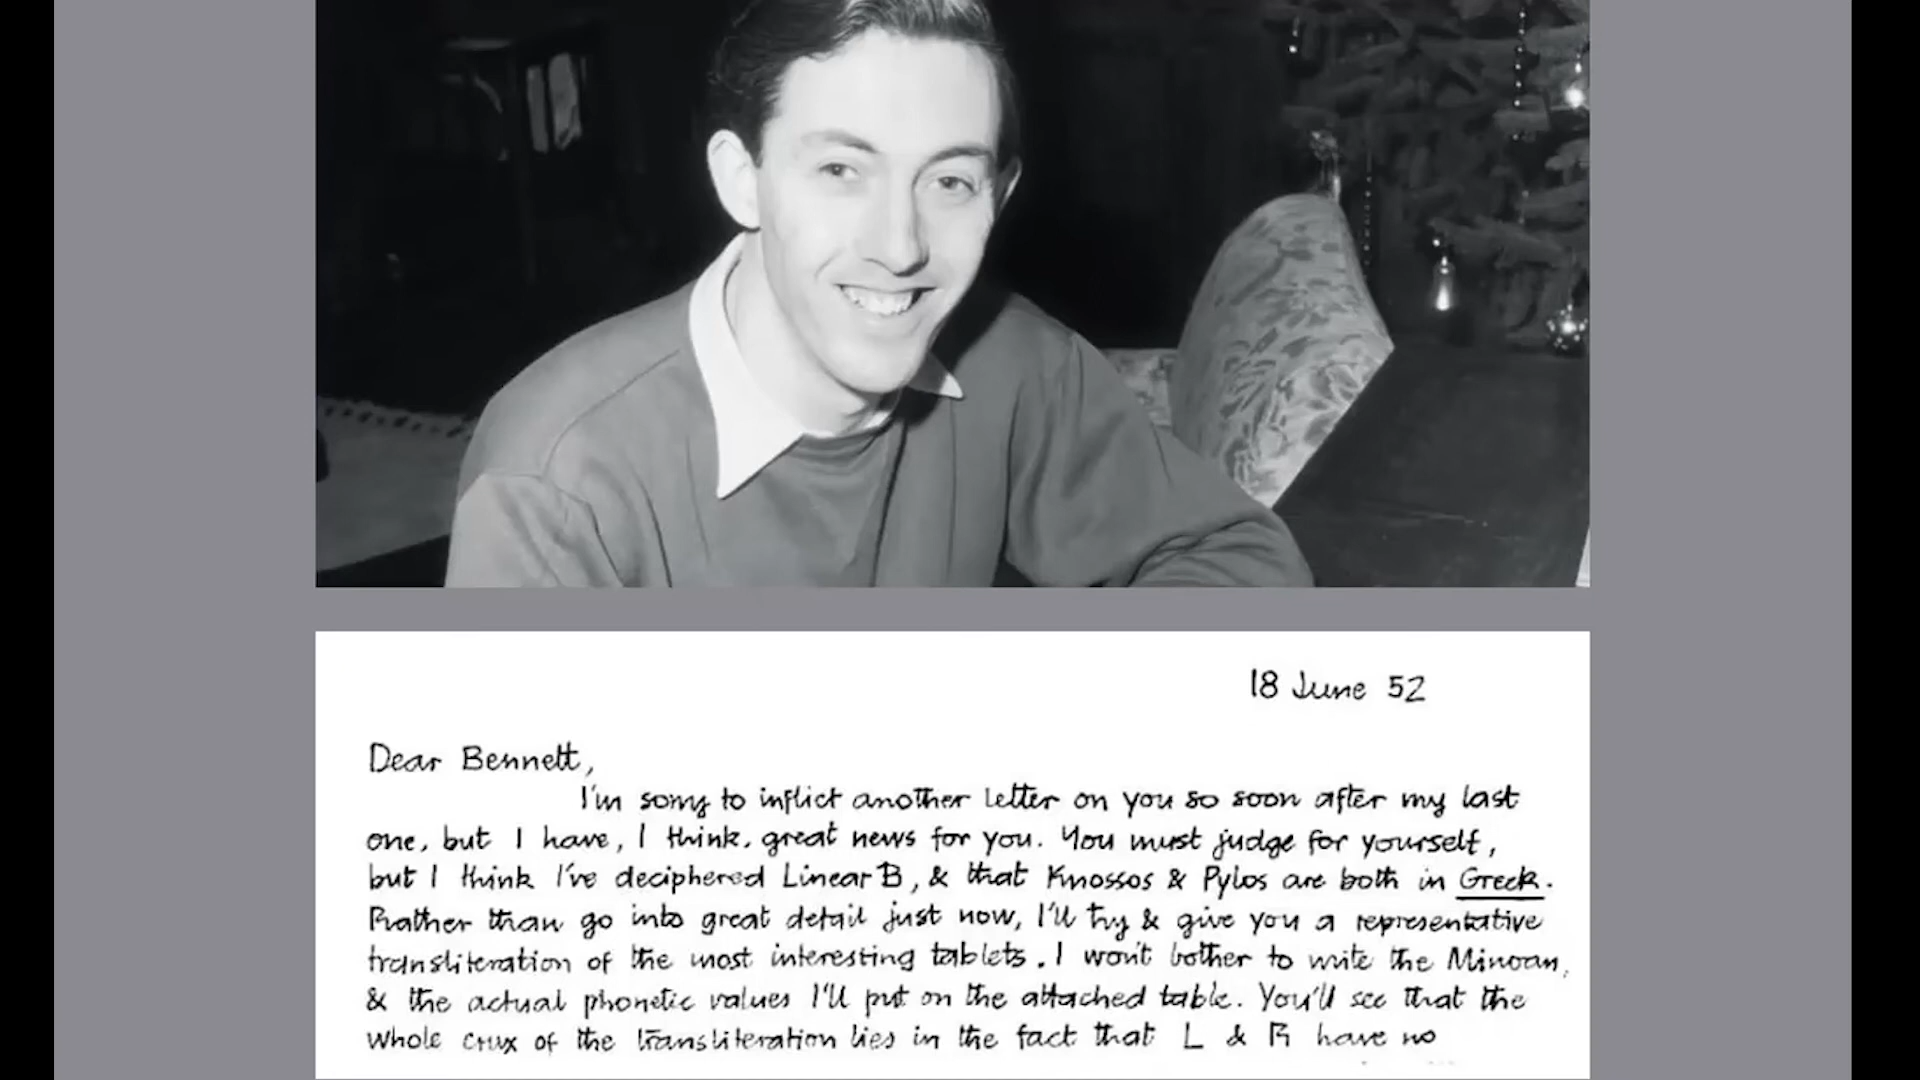 18 June 52
Dear Bennett,
I'm sorry to inflict another letter on you so soon after my last
one, but I have, I think, great news for you. You must judge for yourself,
but I think I've deciphered Linear B, & that Knossos & Pylos are both in Greek.
Rather than go into great detail just now, I'll try & give you a representative
transliteration of the most interesting tablets. I won't bother to write the Minoan,
& the actual phonetic values I'll put on the attached table. You'll see that the
whole crux of the transliteration lies in the fact that L & R have no